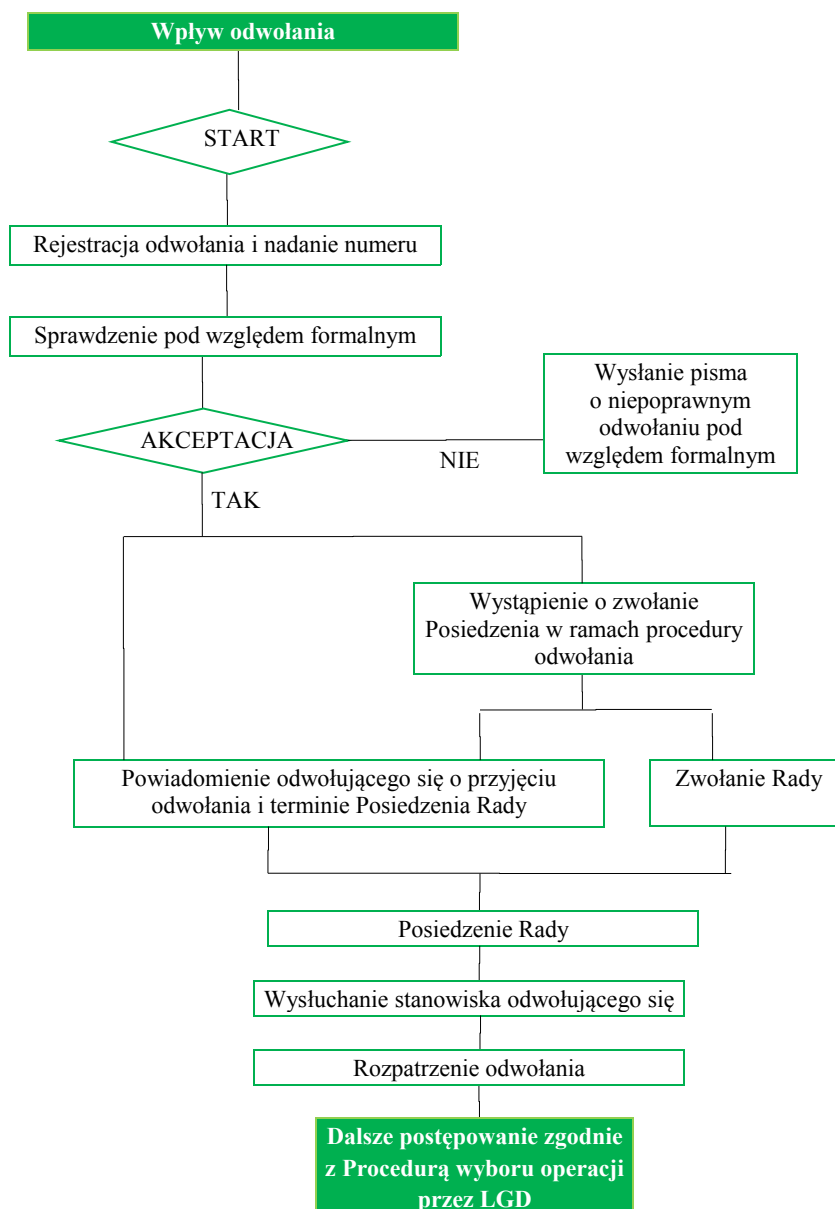 Wpływ odwołania
START
Rejestracja odwołania i nadanie numeru
Sprawdzenie pod względem formalnym
AKCEPTACJA
NIE
Wysłanie pisma
o niepoprawnym
odwołaniu pod
względem formalnym
TAK
Wystąpienie o zwołanie
Posiedzenia w ramach procedury
odwołania
Powiadomienie odwołującego się o przyjęciu
odwołania i terminie Posiedzenia Rady
Zwołanie Rady
Posiedzenie Rady
Wysłuchanie stanowiska odwołującego się
Rozpatrzenie odwołania
Dalsze postępowanie zgodnie
z Procedurą wyboru operacji
przez LGD